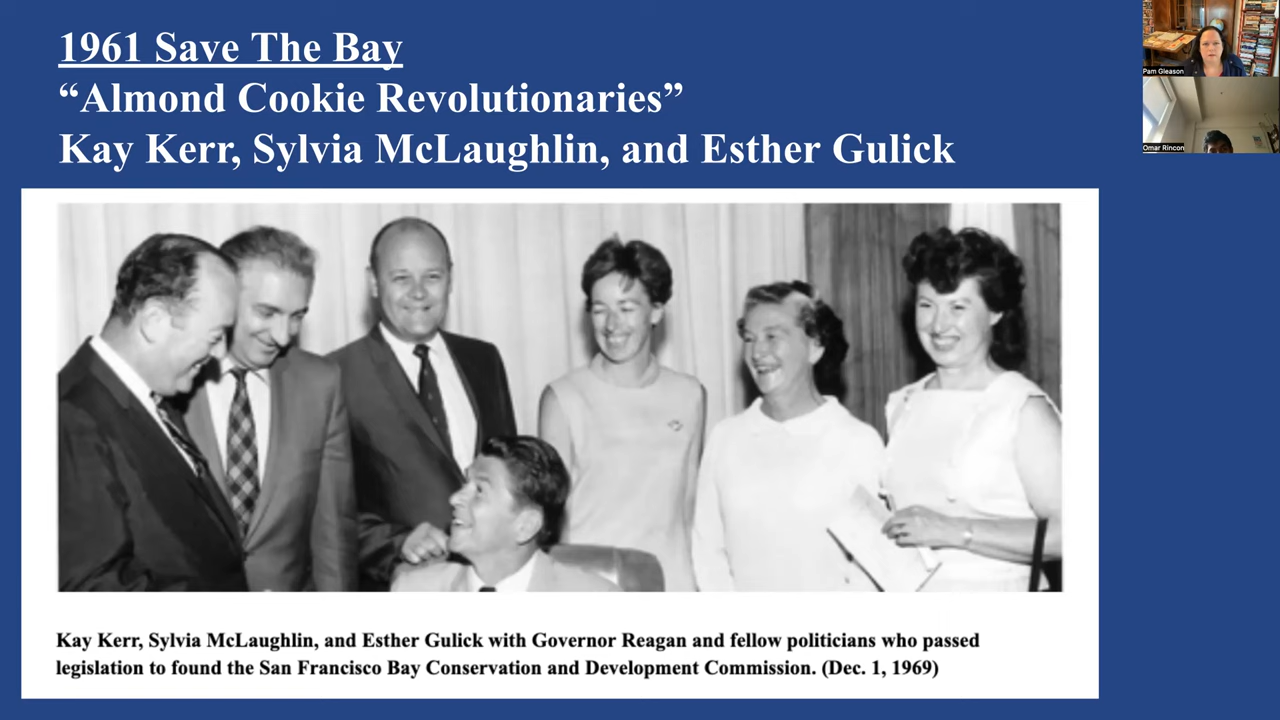 1961 Save The Bay
“Almond Cookie Revolutionaries”
Kay Kerr, Sylvia McLaughlin, and Esther Gulick
Pam Gleason
Omar Rincon
Kay Kerr, Sylvia McLaughlin, and Esther Gulick with Governor Reagan and fellow politicians who passed
legislation to found the San Francisco Bay Conservation and Development Commission. (Dec. 1, 1969)